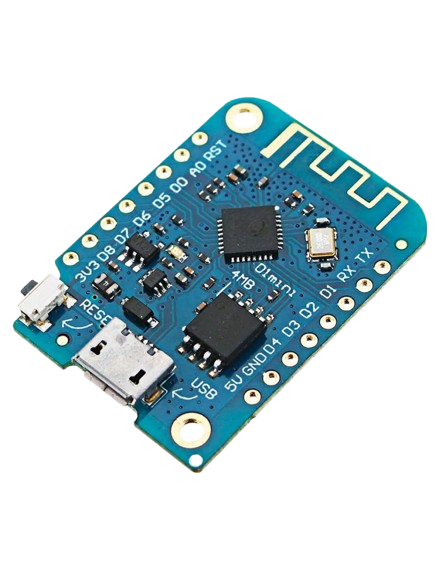 RST
A0
D0
D5
D6
D7
D8
3V3
RESET
D1mini
4MB
USB
TX
RX
D1
D2
D3
D4
GND
5V